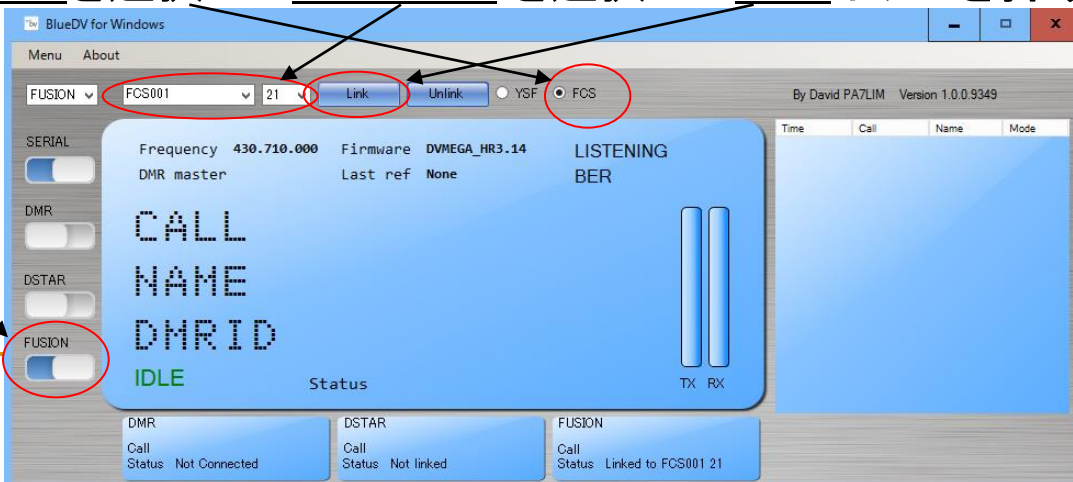 BlueDV for Windows
Menu About
FUSION FCS001 21 Link Unlink YSF FCS By David PA7LIM Version 1.0.0.9349
SERIAL
DMR
DSTAR
FUSION
Frequency 430.710.000 Firmware DVMEGA_HR3.14 LISTENING
DMR master Last ref None BER
CALL
NAME
DMRID
IDLE Status TX RX
Time Call Name Mode
DMR
Call
Status Not Connected
DSTAR
Call
Status Not linked
FUSION
Call
Status Linked to FCS001 21